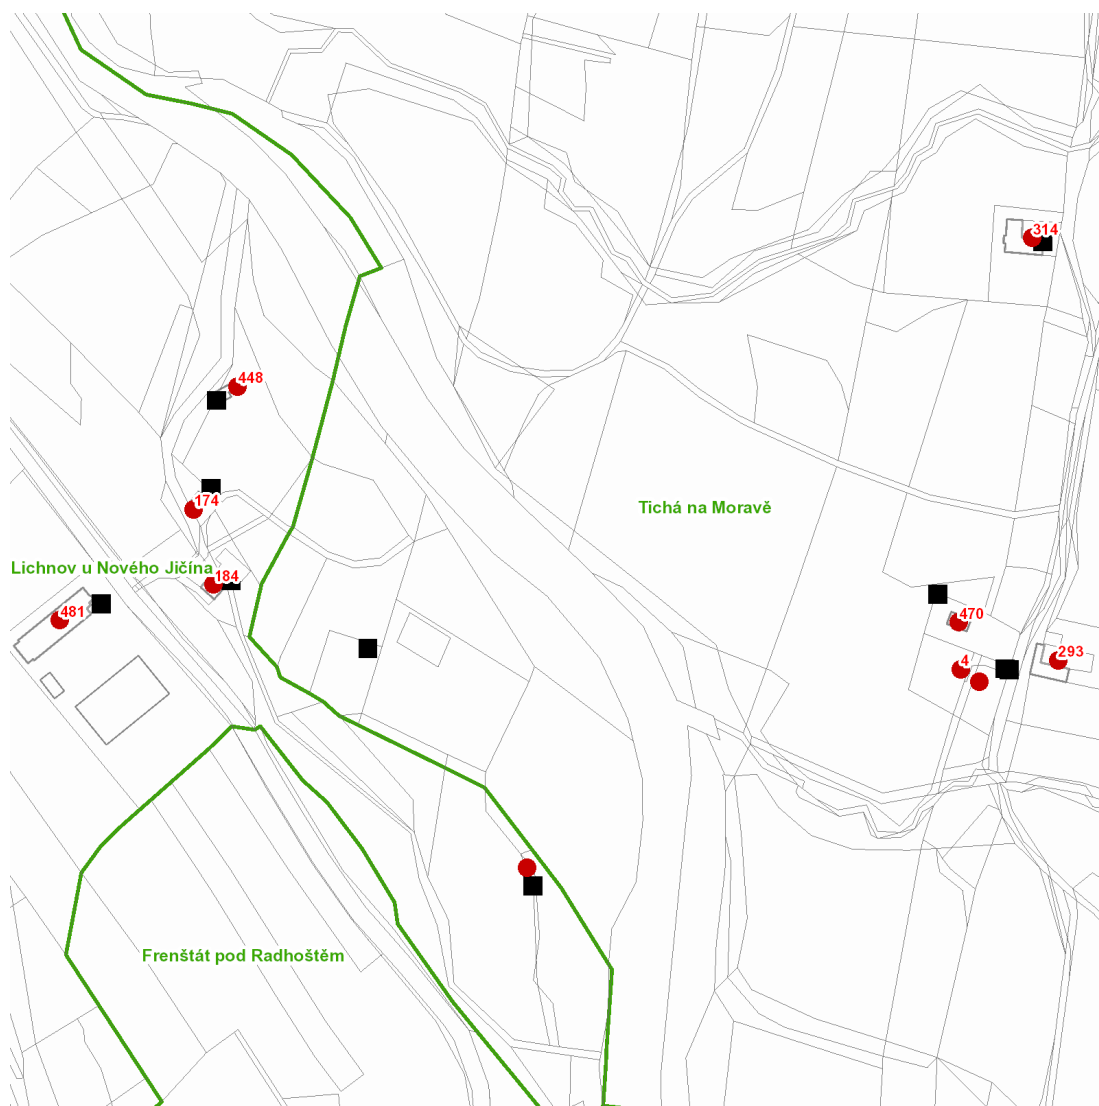 314
448
174
Tichá na Moravě
Lichnov u Nového Jičína
184
481
470
293
4
Frenštát pod Radhoštěm